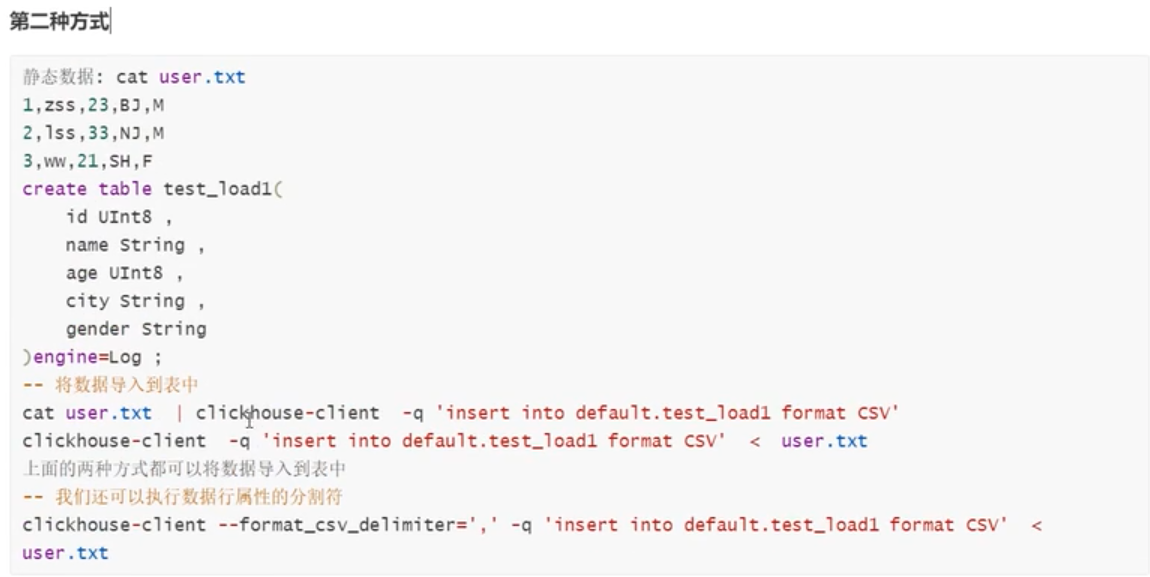 第二种方式
静态数据: cat user.txt
1,zss,23,BJ,M
2,lss,33,NJ,M
3,ww,21,SH,F
create table test_load1(
    id UInt8 ,
    name String ,
    age UInt8 ,
    city String ,
    gender String
)engine=Log ;
-- 将数据导入到表中
cat user.txt  | clickhouse-client  -q 'insert into default.test_load1 format CSV'
clickhouse-client  -q 'insert into default.test_load1 format CSV'  <  user.txt
上面的两种方式都可以将数据导入到表中
-- 我们还可以执行数据行属性的分割符
clickhouse-client --format_csv_delimiter=',' -q 'insert into default.test_load1 format CSV'  <
user.txt